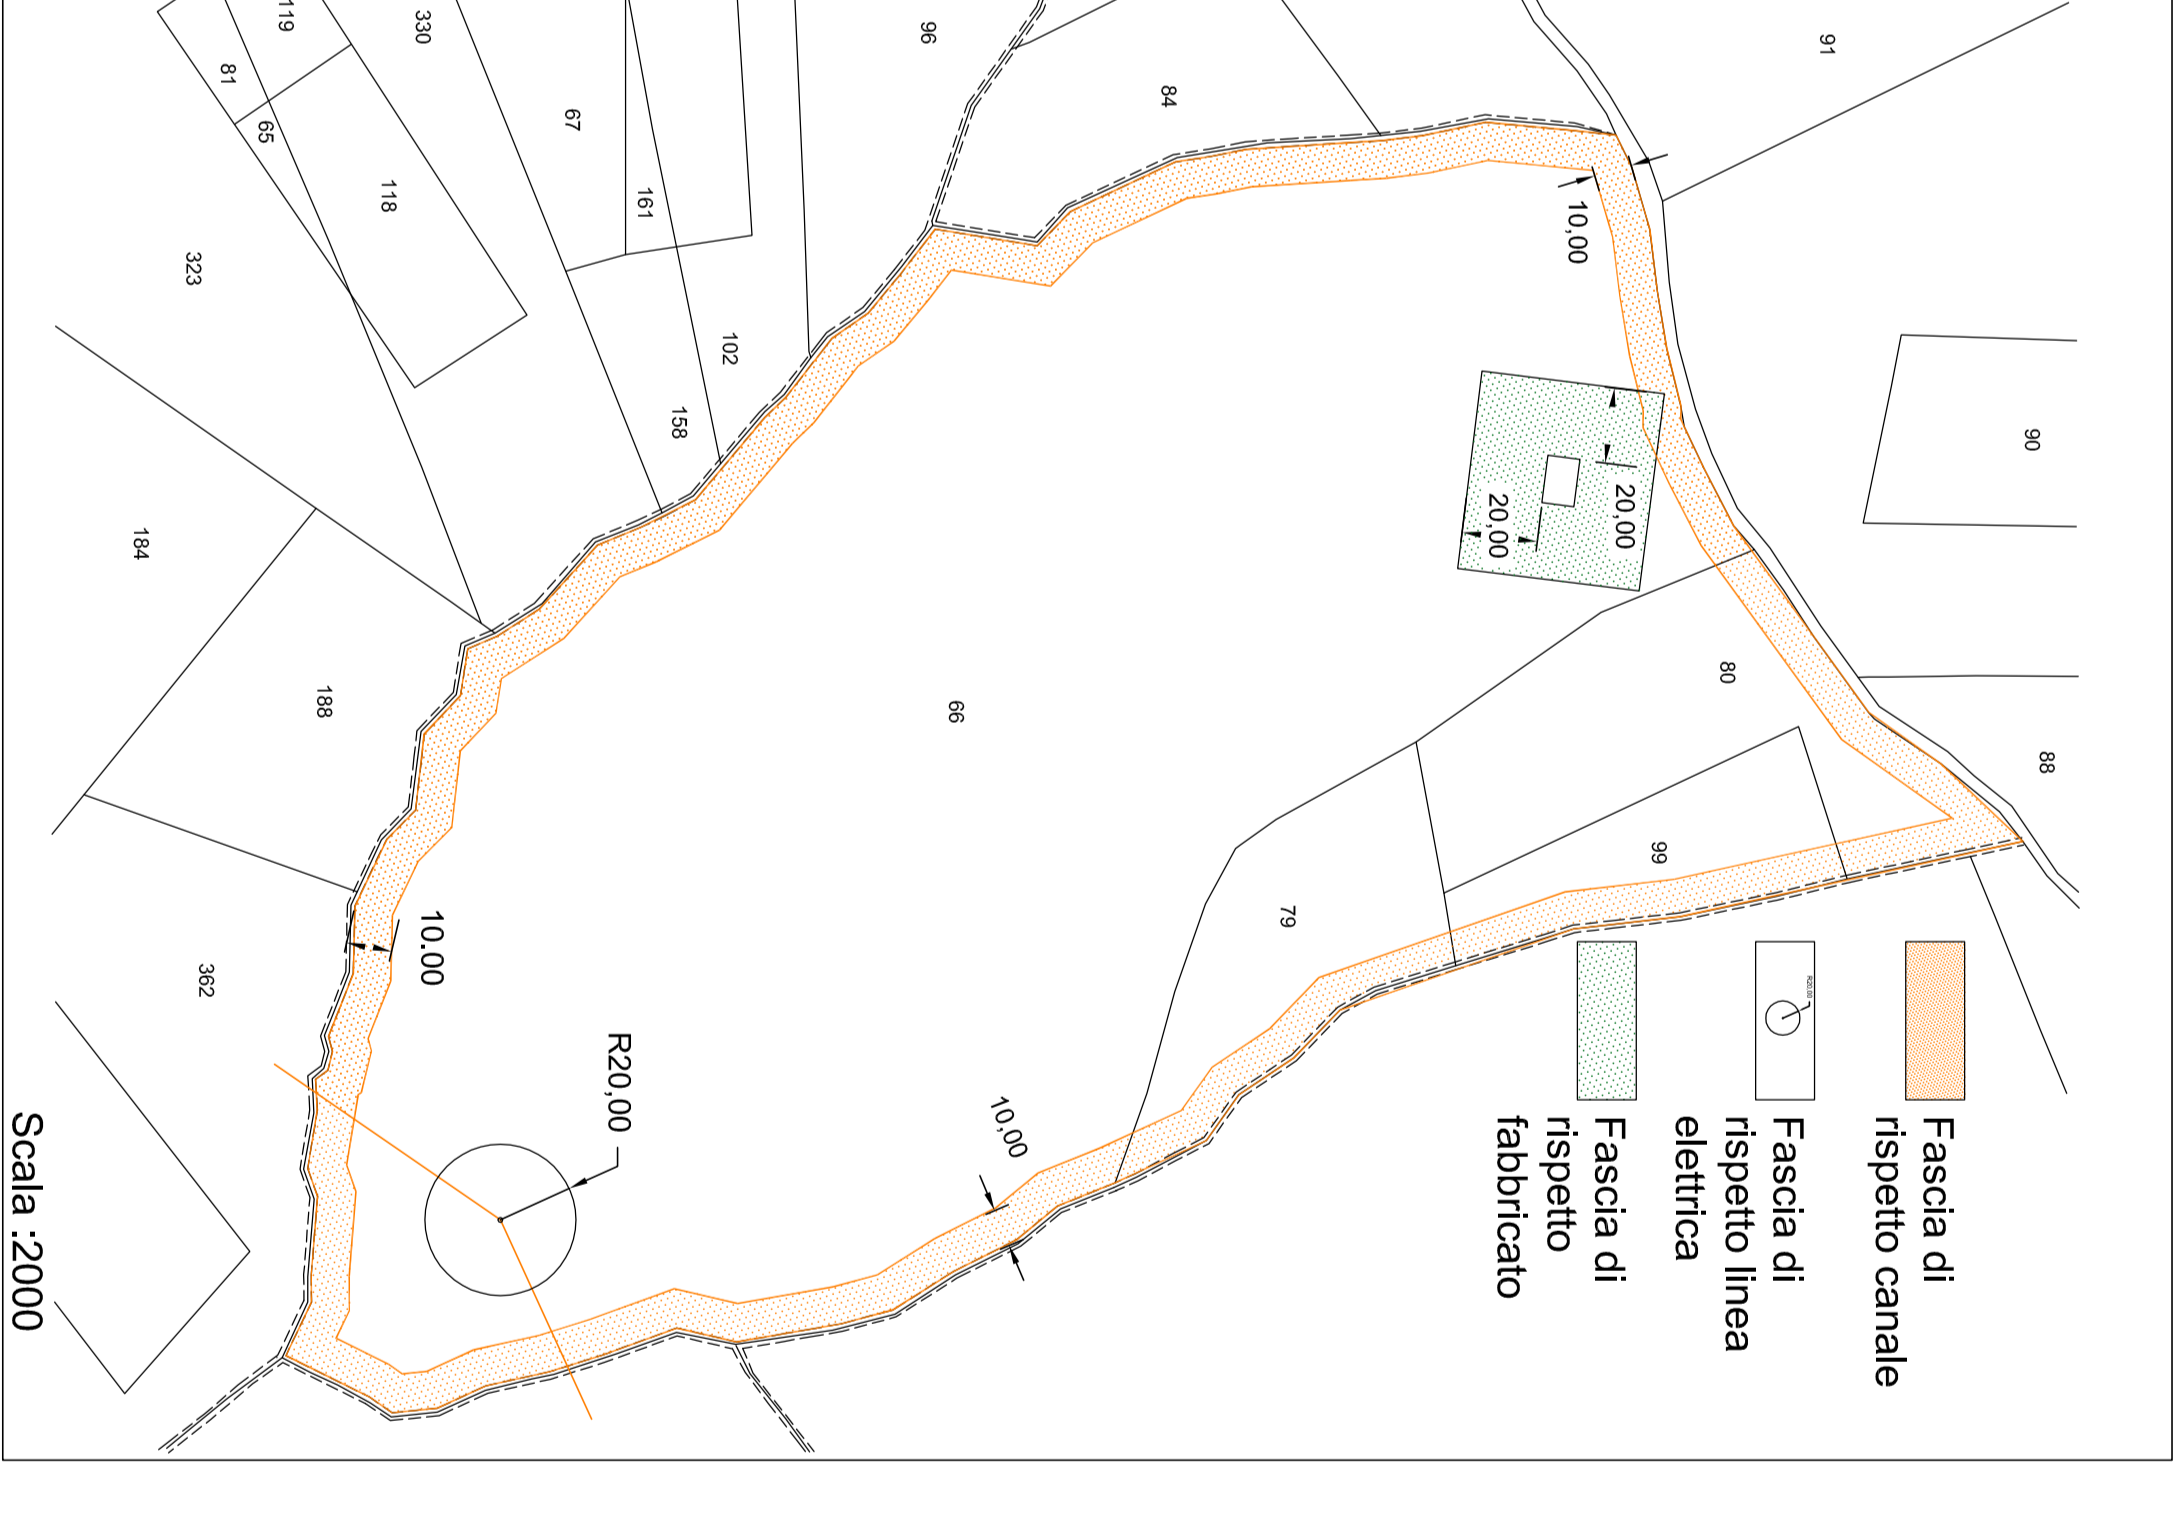 Fascia di
rispetto canale
R20,00
Fascia di
rispetto linea
elettrica
Fascia di
rispetto
fabbricato
88
90
91
80
99
10,00
20,00
20,00
79
84
66
10,00
96
102
158
161
67
R20,00
10.00
330
118
188
119
65
81
323
362
184
Scala :2000